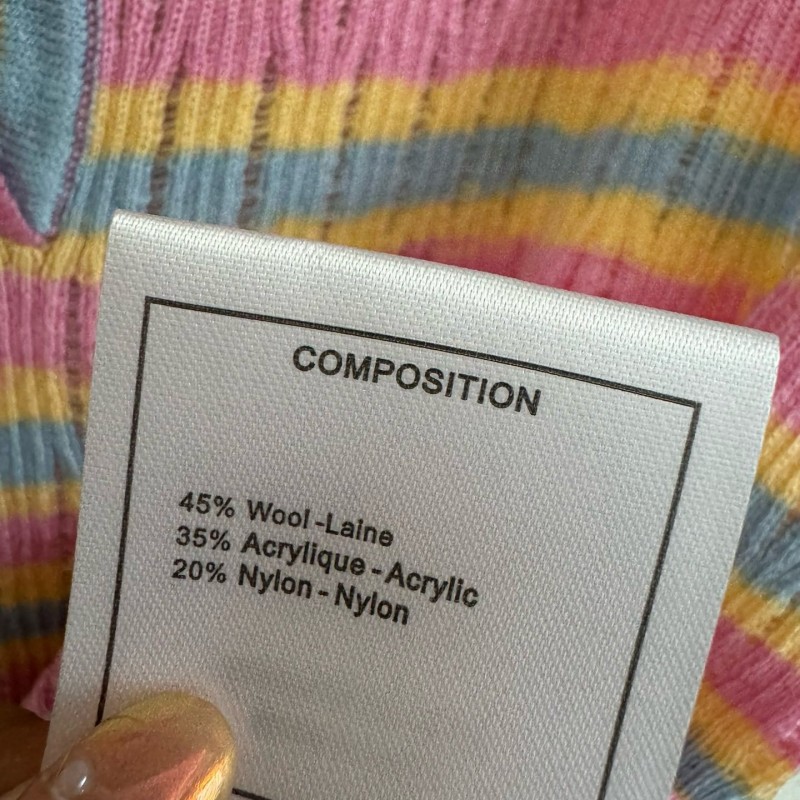 COMPOSITION
45% Wool-Laine
35% Acrylique-Acrylic
20% Nylon-Nylon